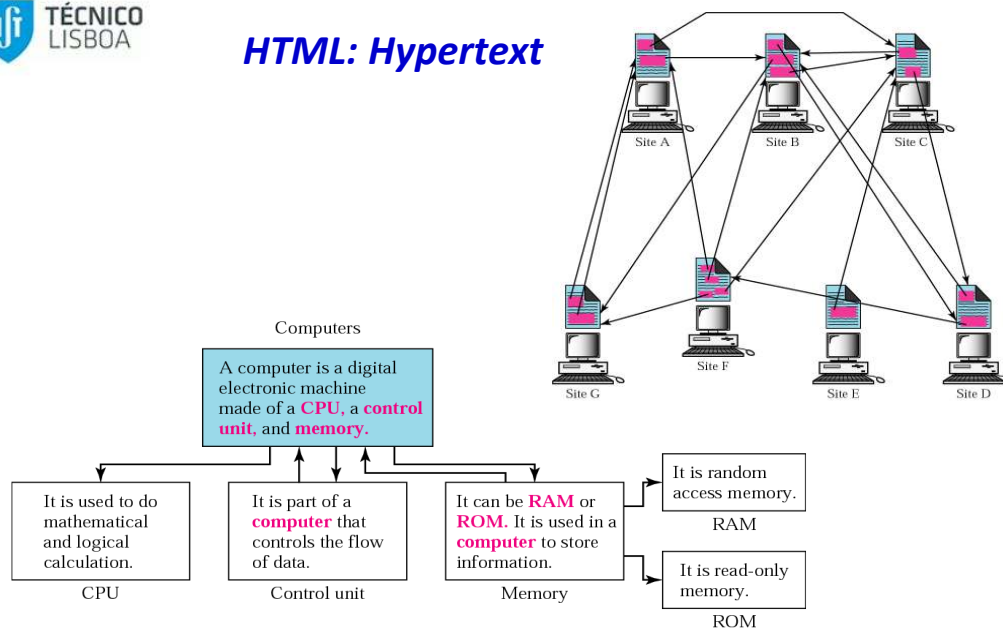 TÉCNICO
LISBOA
HTML: Hypertext
Site A
Site B
Site C
Site G
Site F
Site E
Site D
Computers
A computer is a digital
electronic machine
made of a CPU, a control
unit, and memory.
It is used to do
mathematical
and logical
calculation.
CPU
It is part of a
computer that
controls the flow
of data.
Control unit
It can be RAM or
ROM. It is used in a
computer to store
information.
Memory
It is random
access memory.
RAM
It is read-only
memory.
ROM